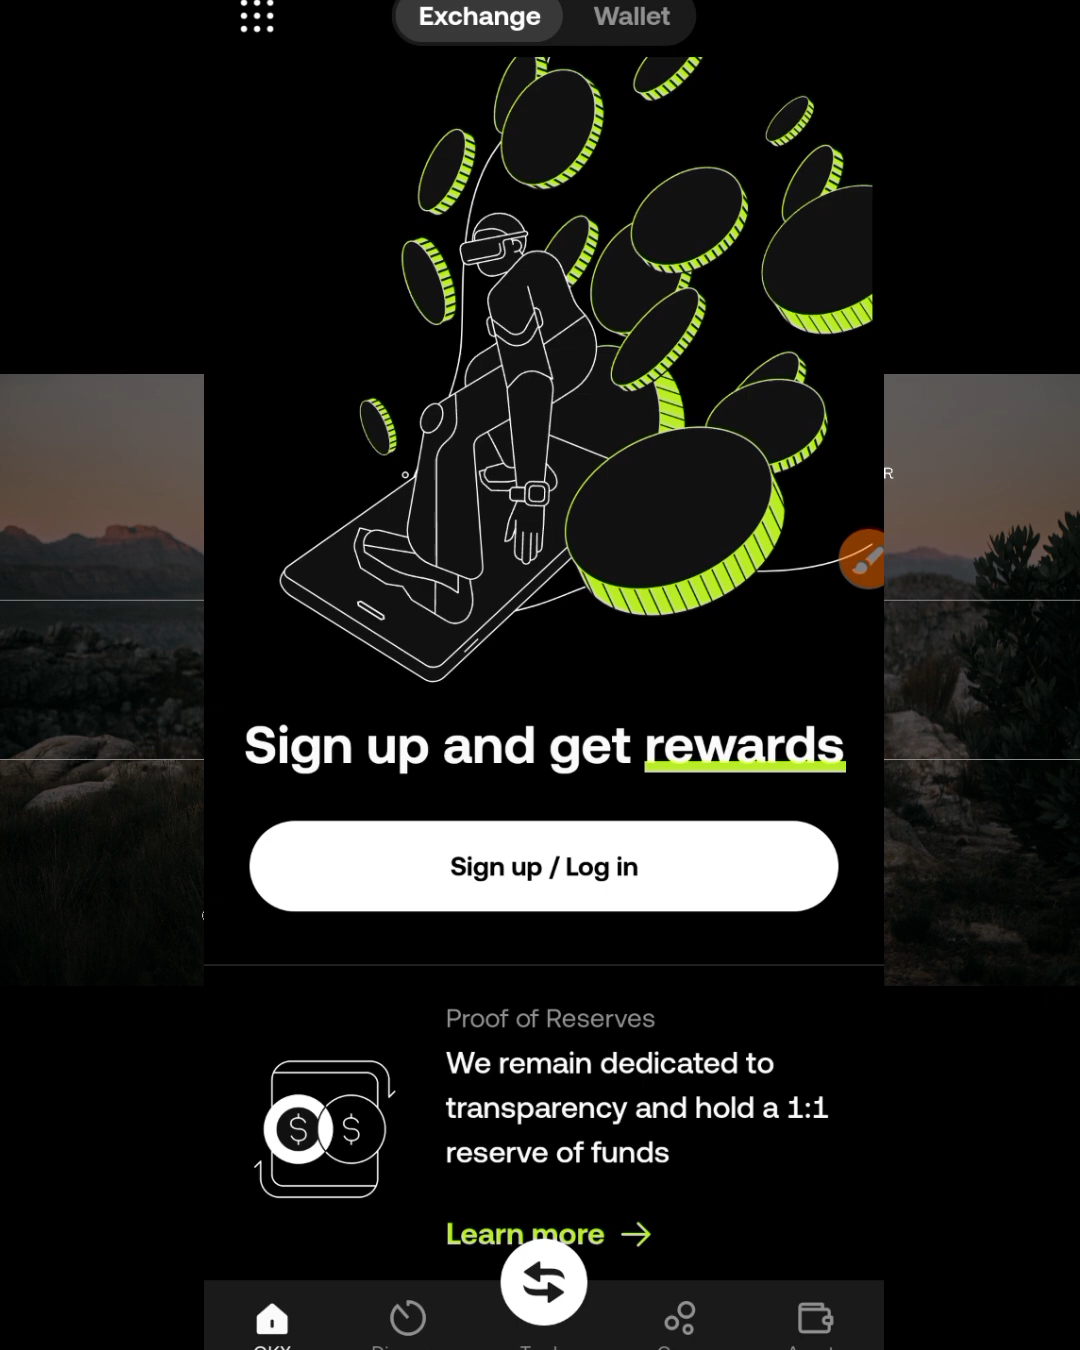 Exchange
Wallet
R
Sign up and get rewards
Sign up / Log in
Proof of Reserves
We remain dedicated to
transparency and hold a 1:1
reserve of funds
Learn more